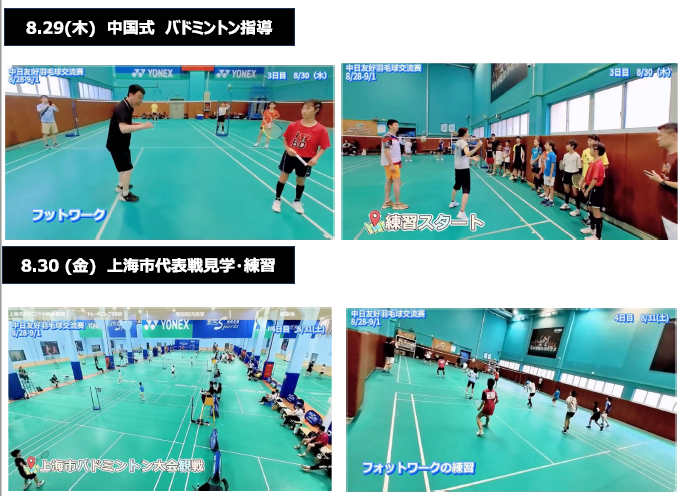 8.29(木) 中国式 バドミントン指導
中日友好羽毛球交流赛
8/28-9/1
YONEX
YONEX
3日目 8/30 (木)
フットワーク
中日友好羽毛球交流赛
8/28-9/1
3日目 8/30 (木)
練習スタート
8.30 (金) 上海市代表戦見学・練習
中日友好羽毛球交流赛
8/28-9/1
YONEX
4日目 8/31(土)
上海市バドミントン大会観戦
中日友好羽毛球交流赛
8/28-9/1
4日目 8/31(土)
フォットワークの練習